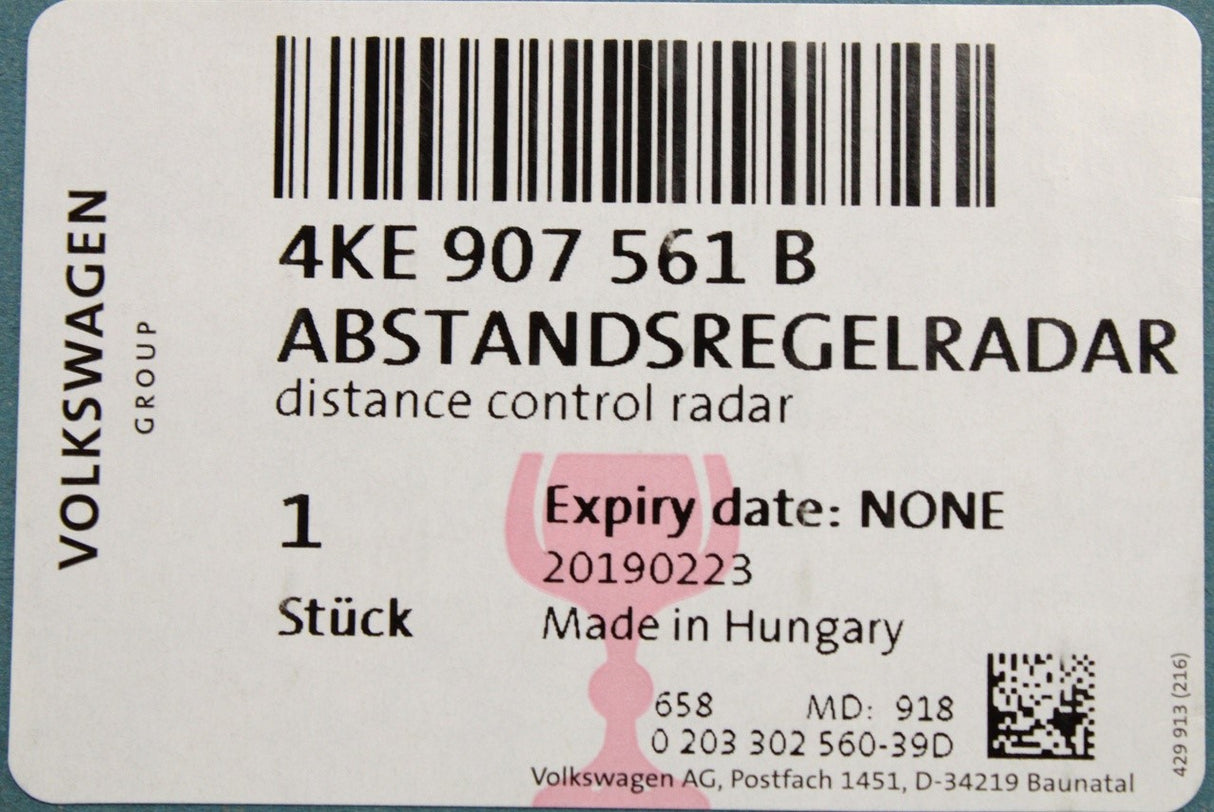 VOLKSWAGEN
GROUP
4KE 907 561 B
ABSTANDSREGELRADAR
distance control radar
1
Stück
Expiry date: NONE
20190223
Made in Hungary
658 MD: 918
0 203 302 560-39D
Volkswagen AG, Postfach 1451, D-34219 Baunatal
429 913 (216)